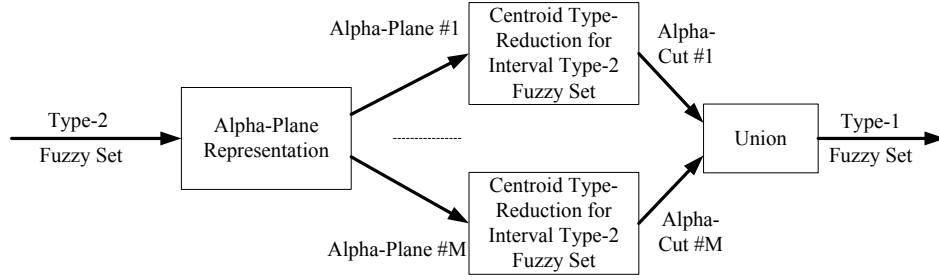 Type-2
Fuzzy Set
Alpha-Plane
Representation
Alpha-Plane #1
Alpha-Plane #M
Centroid Type-
Reduction for
Interval Type-2
Fuzzy Set
Centroid Type-
Reduction for
Interval Type-2
Fuzzy Set
Alpha-
Cut #1
Alpha-
Cut #M
Union
Type-1
Fuzzy Set